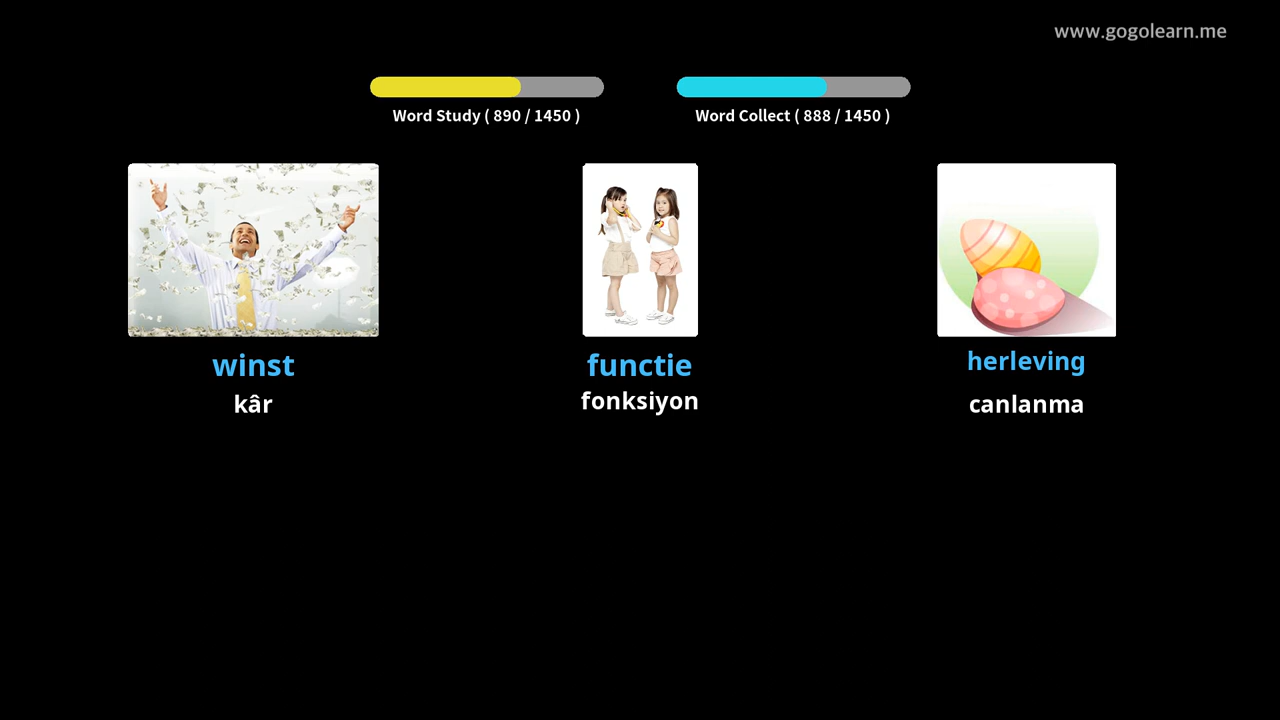 www.gogolearn.me
Word Study ( 890 / 1450 )
Word Collect ( 888 / 1450 )
winst
kâr
functie
fonksiyon
herleving
canlanma